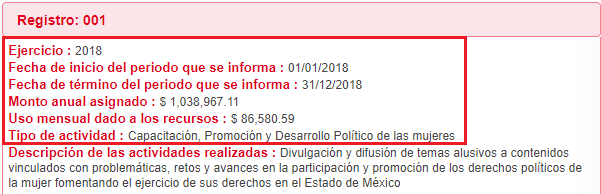 Registro: 001
Ejercicio : 2018
Fecha de inicio del periodo que se informa : 01/01/2018
Fecha de término del periodo que se informa : 31/12/2018
Monto anual asignado : $ 1,038,967.11
Uso mensual dado a los recursos : $ 86,580.59
Tipo de actividad : Capacitación, Promoción y Desarrollo Político de las mujeres
Descripción de las actividades realizadas : Divulgación y difusión de temas alusivos a contenidos
vinculados con problemáticas, retos y avances en la participación y promoción de los derechos políticos de
la mujer fomentando el ejercicio de sus derechos en el Estado de México